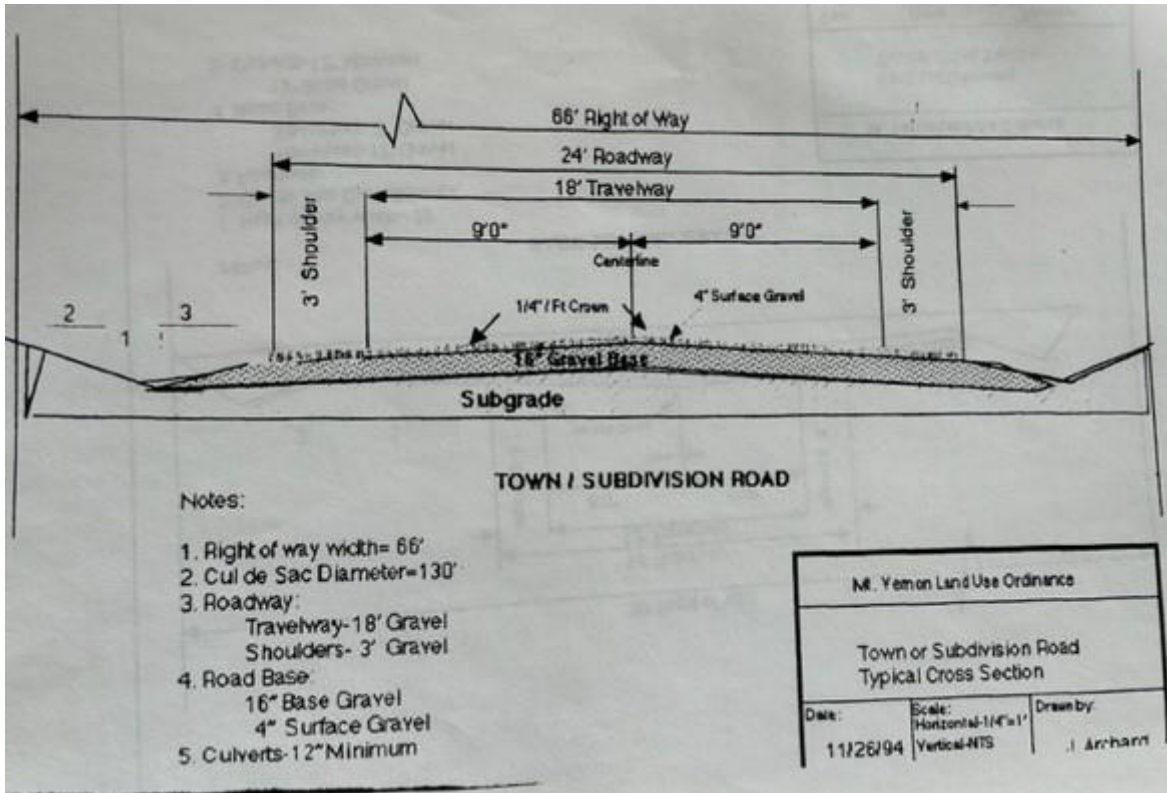 66' Right of Way
24' Roadway
18' Travelway
3' Shoulder
9'0"
9'0"
3' Shoulder
Centerline
1/4"/Ft Crown
4" Surface Gravel
2
3
1
16" Gravel Base
Subgrade
TOWN / SUBDIVISION ROAD
Notes:
1. Right of way width= 66'
2. Cul de Sac Diameter=130'
3. Roadway:
Travelway-18' Gravel
Shoulders- 3' Gravel
4. Road Base:
16" Base Gravel
4" Surface Gravel
5. Culverts-12" Minimum
Mt. Vernon Land Use Ordinance
Town or Subdivision Road
Typical Cross Section
Date:
11/26/94
Scale:
Horizontal-1/4"=1'
Vertical-NTS
Drawn by:
J. Archard